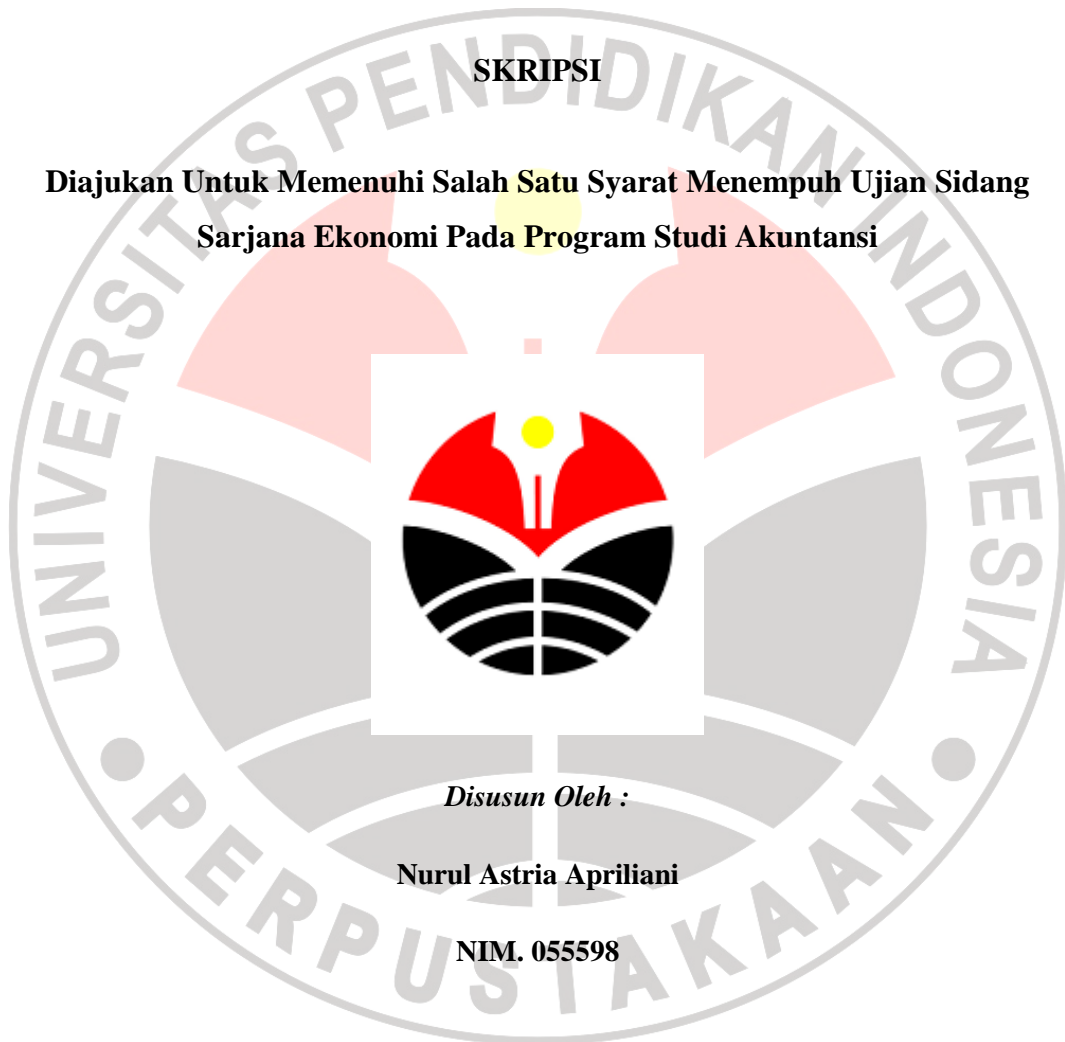 SKRIPSI
Diajukan Untuk Memenuhi Salah Satu Syarat Menempuh Ujian Sidang
Sarjana Ekonomi Pada Program Studi Akuntansi
Disusun Oleh :
Nurul Astria Apriliani
NIM. 055598
UNIVERSITAS PENDIDIKAN INDONESIA
PERPUSTAKAAN